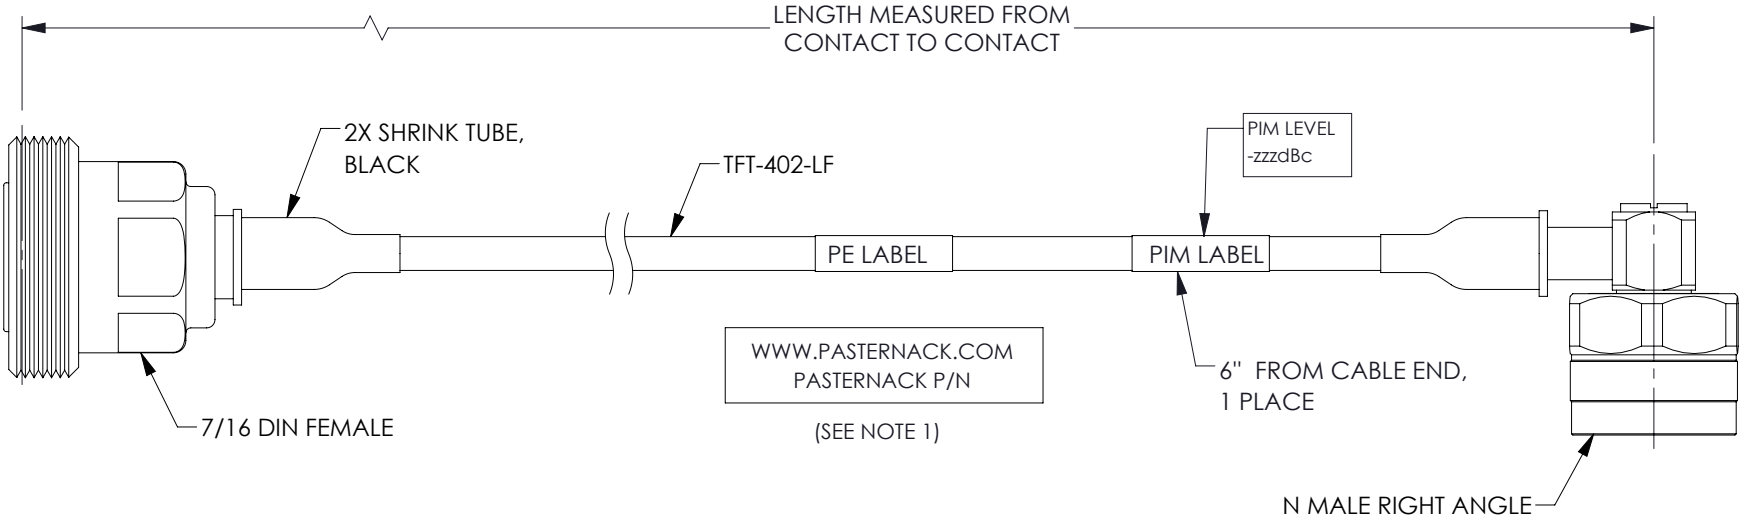 LENGTH MEASURED FROM
CONTACT TO CONTACT
2X SHRINK TUBE,
BLACK
TFT-402-LF
PIM LEVEL
-zzzdBc
PE LABEL
PIM LABEL
WWW.PASTERNACK.COM
PASTERNACK P/N
(SEE NOTE 1)
6" FROM CABLE END,
1 PLACE
7/16 DIN FEMALE
N MALE RIGHT ANGLE